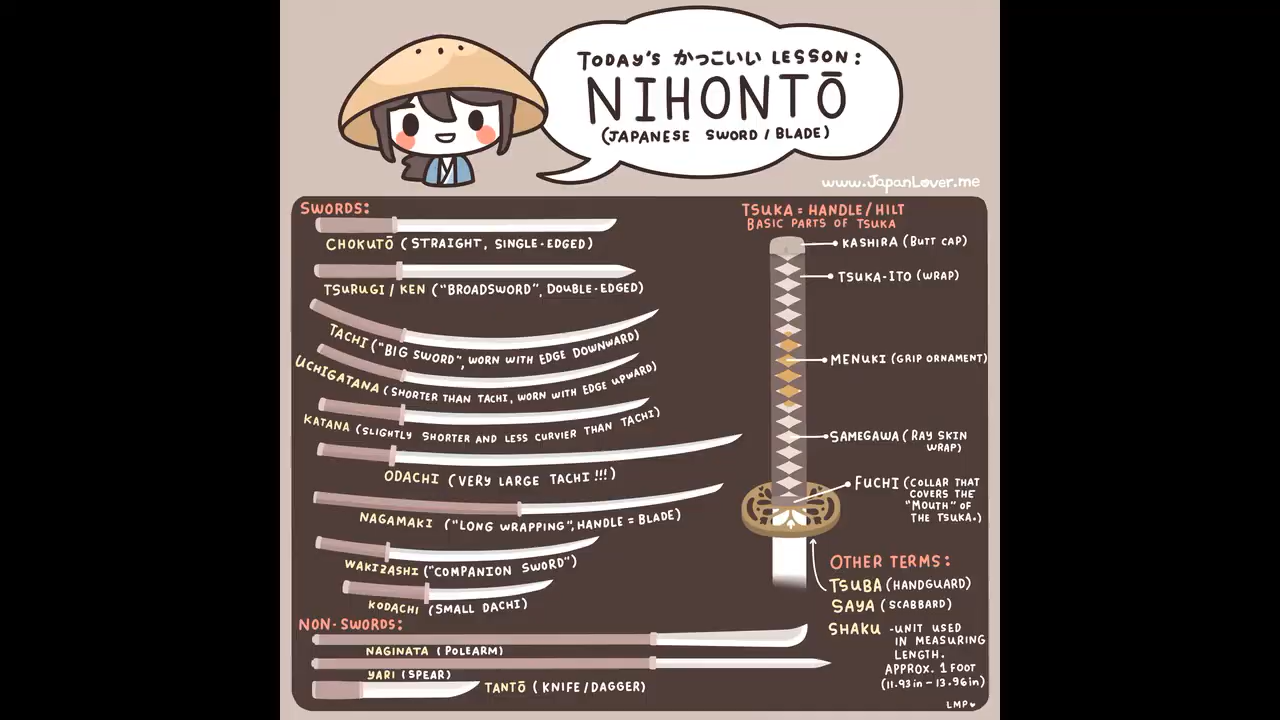 TODAY'S かっこいい LESSON:
NIHONTŌ
(JAPANESE SWORD / BLADE)
www.JapanLover.me
SWORDS:
CHOKUTŌ (STRAIGHT, SINGLE-EDGED)
TSURUGI / KEN ("BROADSWORD", DOUBLE-EDGED)
TACHI ("BIG SWORD", WORN WITH EDGE DOWNWARD)
UCHIGATANA (SHORTER THAN TACHI, WORN WITH EDGE UPWARD)
KATANA (SLIGHTLY SHORTER AND LESS CURVIER THAN TACHI)
ODACHI (VERY LARGE TACHI!!!)
NAGAMAKI ("LONG WRAPPING", HANDLE = BLADE)
WAKIZASHI ("COMPANION SWORD")
KODACHI (SMALL DACHI)
NON-SWORDS:
NAGINATA (POLEARM)
YARI (SPEAR)
TANTŌ (KNIFE/DAGGER)
TSUKA = HANDLE/HILT
BASIC PARTS OF TSUKA
KASHIRA (BUTT CAP)
TSUKA-ITO (WRAP)
MENUKI (GRIP ORNAMENT)
SAMEGAWA (RAY SKIN
WRAP)
FUCHI (COLLAR THAT
COVERS THE
"MOUTH" OF
THE TSUKA.)
OTHER TERMS:
TSUBA (HANDGUARD)
SAYA (SCABBARD)
SHAKU -UNIT USED
IN MEASURING
LENGTH.
APPROX. 1 FOOT
(11.93in - 13.96in)
LMP♥